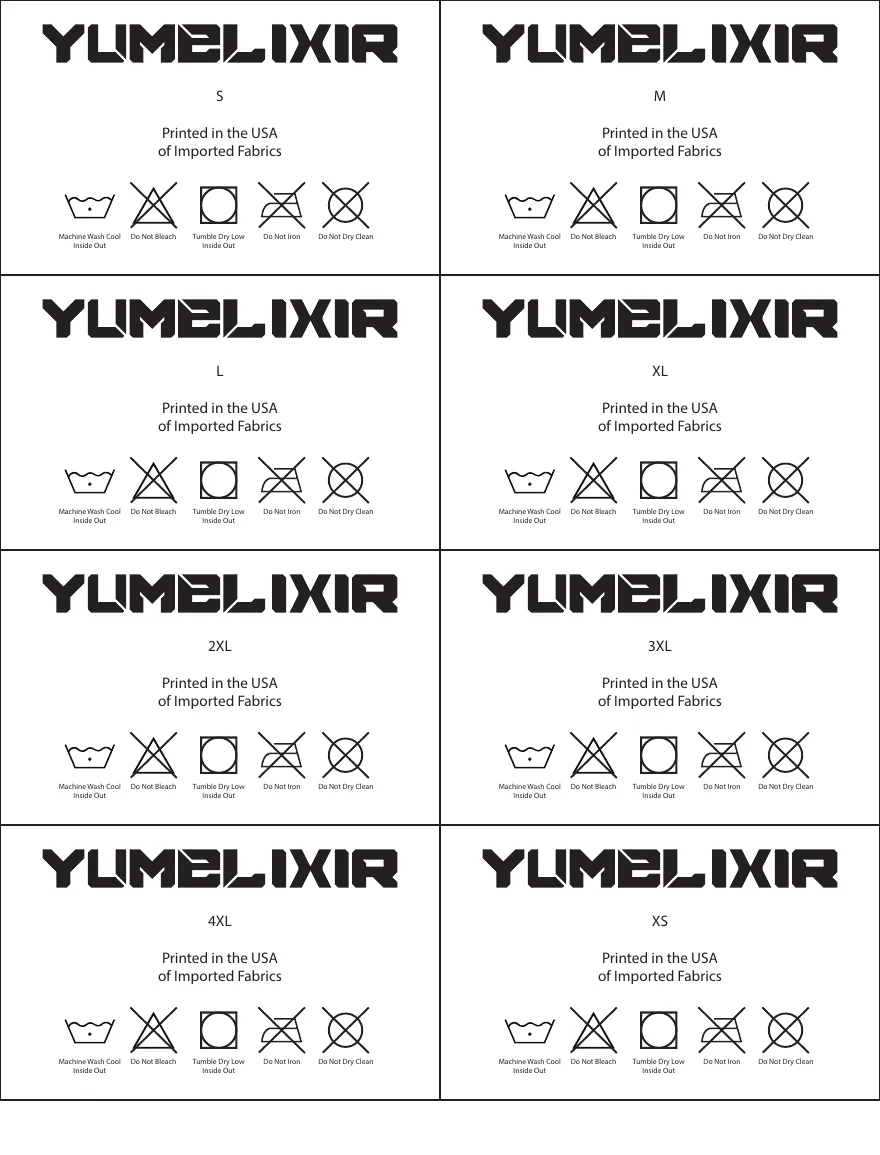 YUMELIXIR
S
Printed in the USA
of Imported Fabrics
Machine Wash Cool
Inside Out
Do Not Bleach
Tumble Dry Low
Inside Out
Do Not Iron
Do Not Dry Clean
YUMELIXIR
M
Printed in the USA
of Imported Fabrics
Machine Wash Cool
Inside Out
Do Not Bleach
Tumble Dry Low
Inside Out
Do Not Iron
Do Not Dry Clean
YUMELIXIR
L
Printed in the USA
of Imported Fabrics
Machine Wash Cool
Inside Out
Do Not Bleach
Tumble Dry Low
Inside Out
Do Not Iron
Do Not Dry Clean
YUMELIXIR
XL
Printed in the USA
of Imported Fabrics
Machine Wash Cool
Inside Out
Do Not Bleach
Tumble Dry Low
Inside Out
Do Not Iron
Do Not Dry Clean
YUMELIXIR
2XL
Printed in the USA
of Imported Fabrics
Machine Wash Cool
Inside Out
Do Not Bleach
Tumble Dry Low
Inside Out
Do Not Iron
Do Not Dry Clean
YUMELIXIR
3XL
Printed in the USA
of Imported Fabrics
Machine Wash Cool
Inside Out
Do Not Bleach
Tumble Dry Low
Inside Out
Do Not Iron
Do Not Dry Clean
YUMELIXIR
4XL
Printed in the USA
of Imported Fabrics
Machine Wash Cool
Inside Out
Do Not Bleach
Tumble Dry Low
Inside Out
Do Not Iron
Do Not Dry Clean
YUMELIXIR
XS
Printed in the USA
of Imported Fabrics
Machine Wash Cool
Inside Out
Do Not Bleach
Tumble Dry Low
Inside Out
Do Not Iron
Do Not Dry Clean